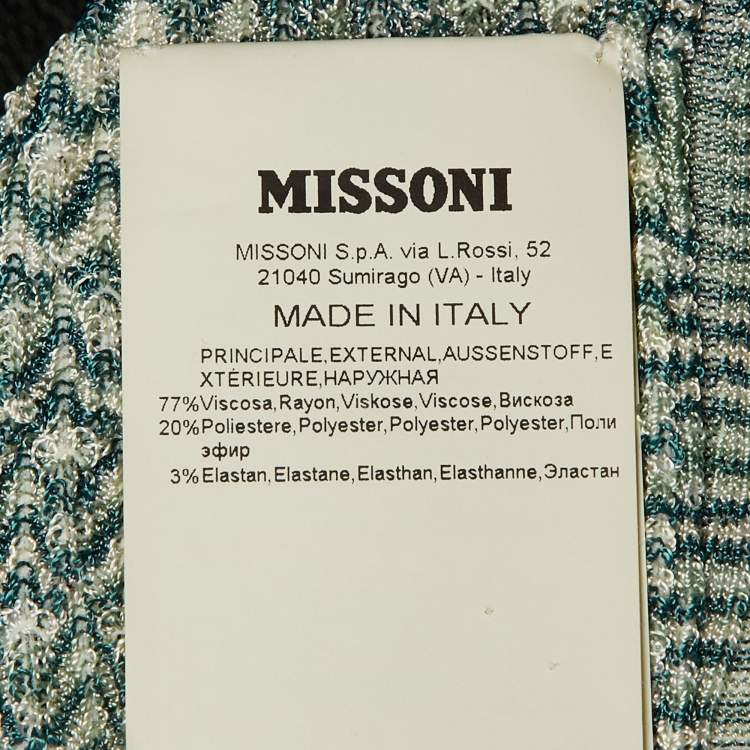 MISSONI
MISSONI S.p.A. via L.Rossi, 52
21040 Sumirago (VA) - Italy
MADE IN ITALY
PRINCIPALE,EXTERNAL,AUSSENSTOFF,E
XTÉRIEURE,НАРУЖНАЯ
77%Viscosa,Rayon,Viskose,Viscose,Вискоза
20%Poliestere,Polyester,Polyester,Polyester,Поли
эфир
3%Elastan,Elastane,Elasthan,Elasthanne,Эластан